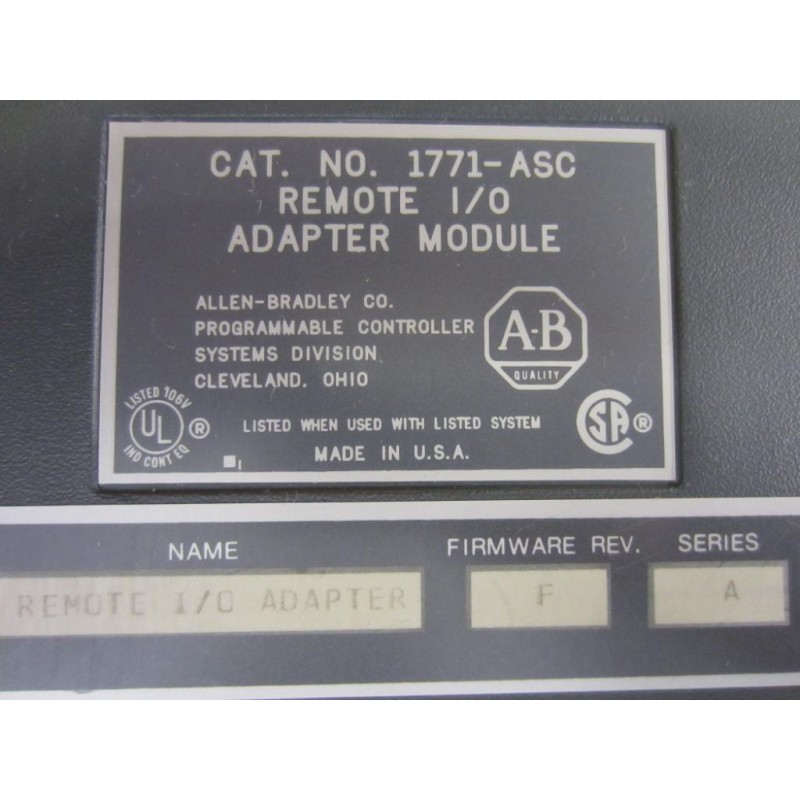 CAT. NO. 1771-ASC
REMOTE I/O
ADAPTER MODULE
ALLEN-BRADLEY CO.
PROGRAMMABLE CONTROLLER
SYSTEMS DIVISION
CLEVELAND, OHIO
A-B
QUALITY
LISTED 106V
UL ®
IND CONT EQ
LISTED WHEN USED WITH LISTED SYSTEM
MADE IN U.S.A.
SA ®
NAME FIRMWARE REV. SERIES
REMOTE I/O ADAPTER F A